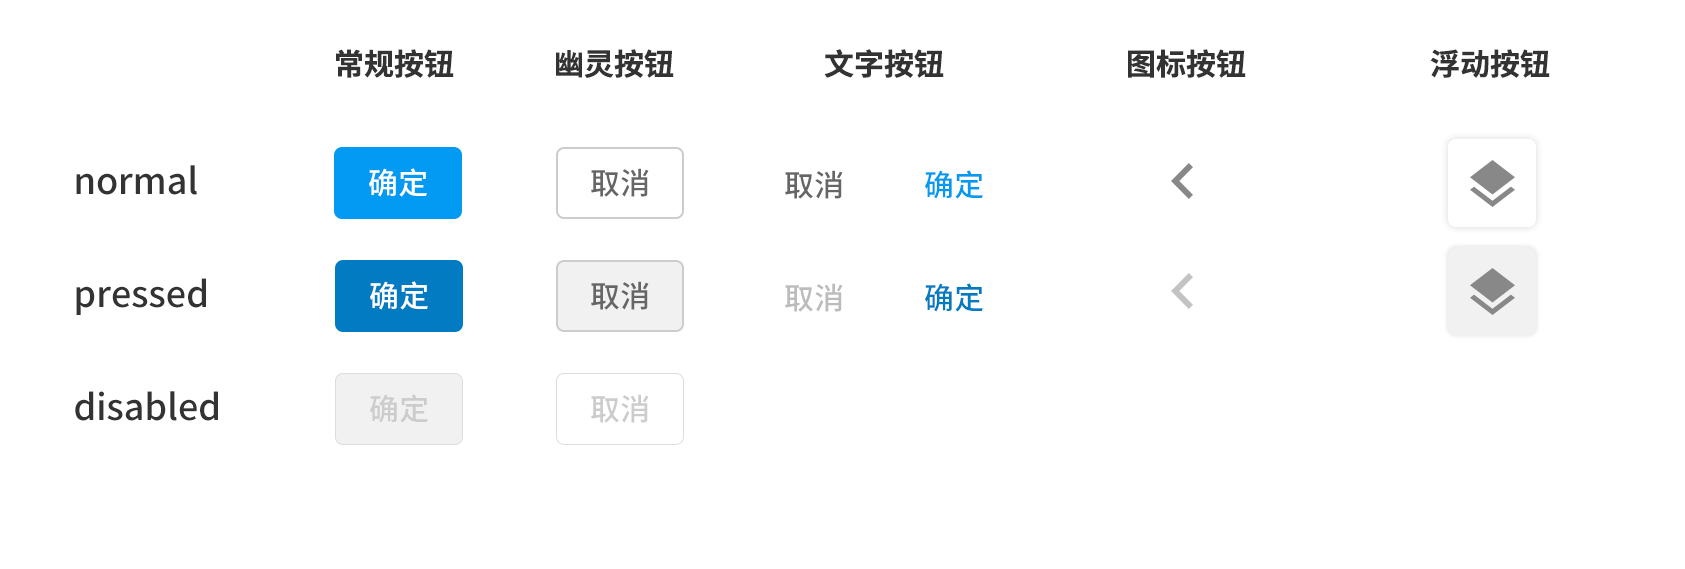 常规按钮 幽灵按钮 文字按钮 图标按钮 浮动按钮
normal 确定 取消 取消 确定
pressed 确定 取消 取消 确定
disabled 确定 取消